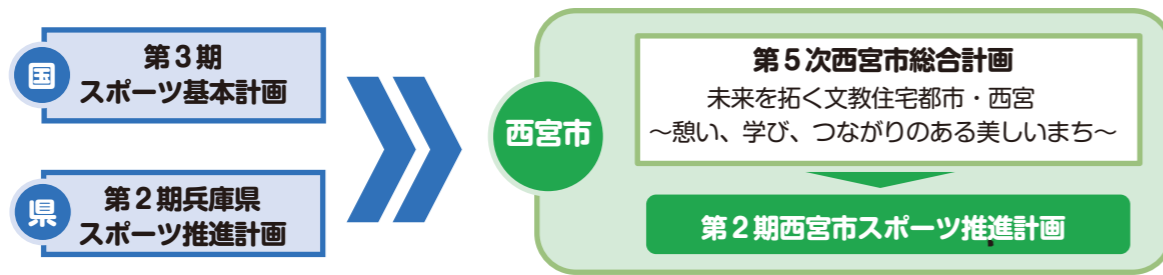 国
第3期
スポーツ基本計画
県
第2期兵庫県
スポーツ推進計画
西宮市
第5次西宮市総合計画
未来を拓く文教住宅都市・西宮
～憩い、学び、つながりのある美しいまち～
第2期西宮市スポーツ推進計画